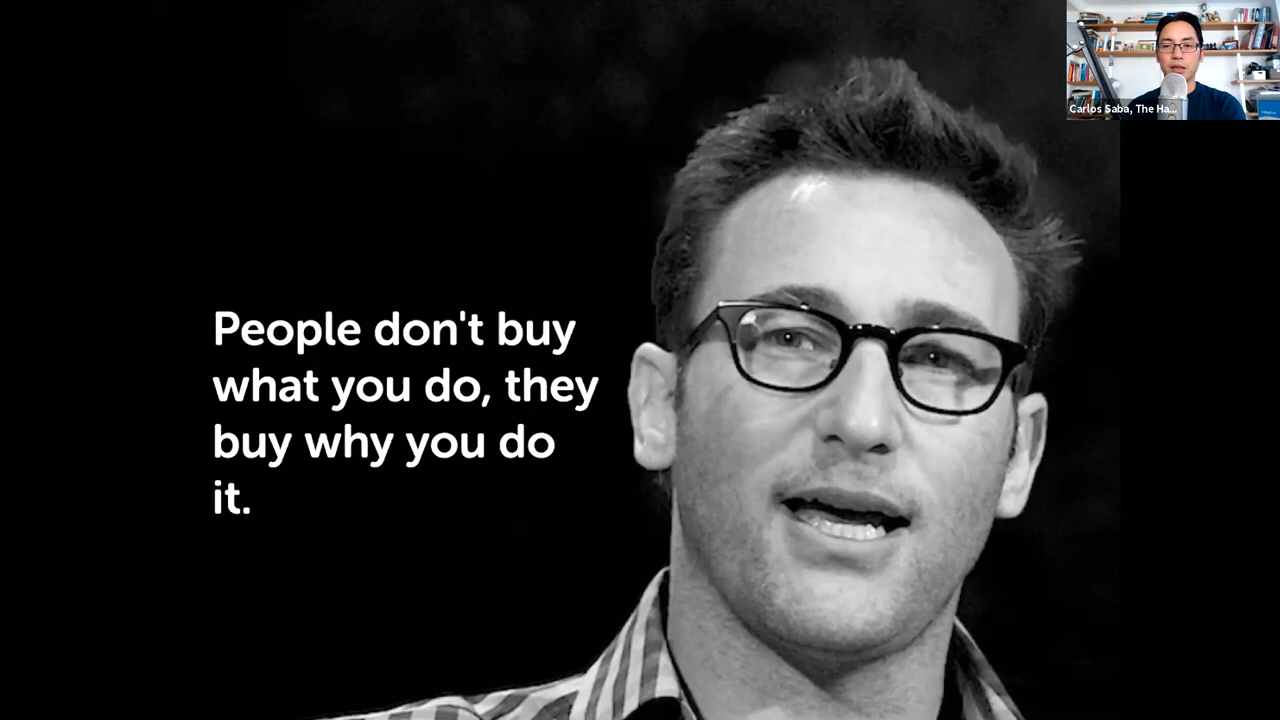 People don't buy
what you do, they
buy why you do
it.
Carlos Saba, The Ha...